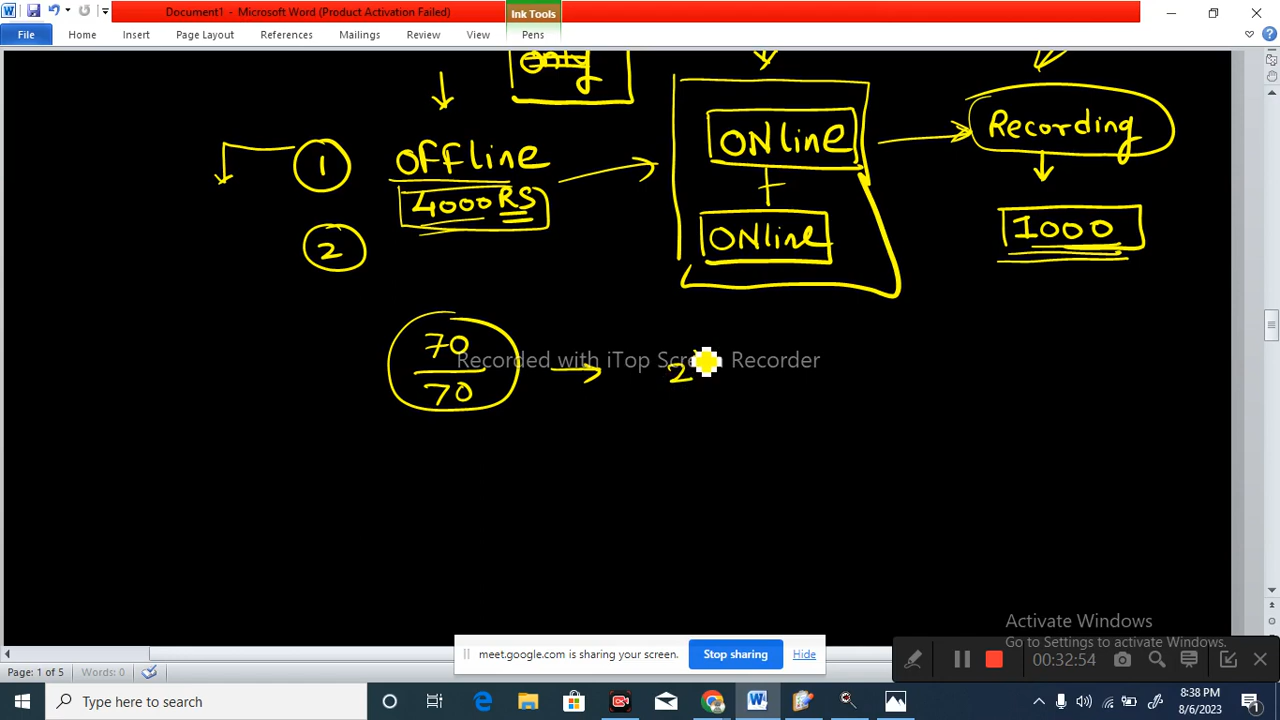 Document1 - Microsoft Word (Product Activation Failed)
Ink Tools
File
Home
Insert
Page Layout
References
Mailings
Review
View
Pens
only
1
OFFline
4000 RS
2
ONline
+
ONline
Recording
1000
70
70
2
Recorded with iTop Screen Recorder
Activate Windows
Go to Settings to activate Windows.
meet.google.com is sharing your screen.
Stop sharing
Hide
00:32:54
Page: 1 of 5
Words: 0
Type here to search
8:38 PM
8/6/2023